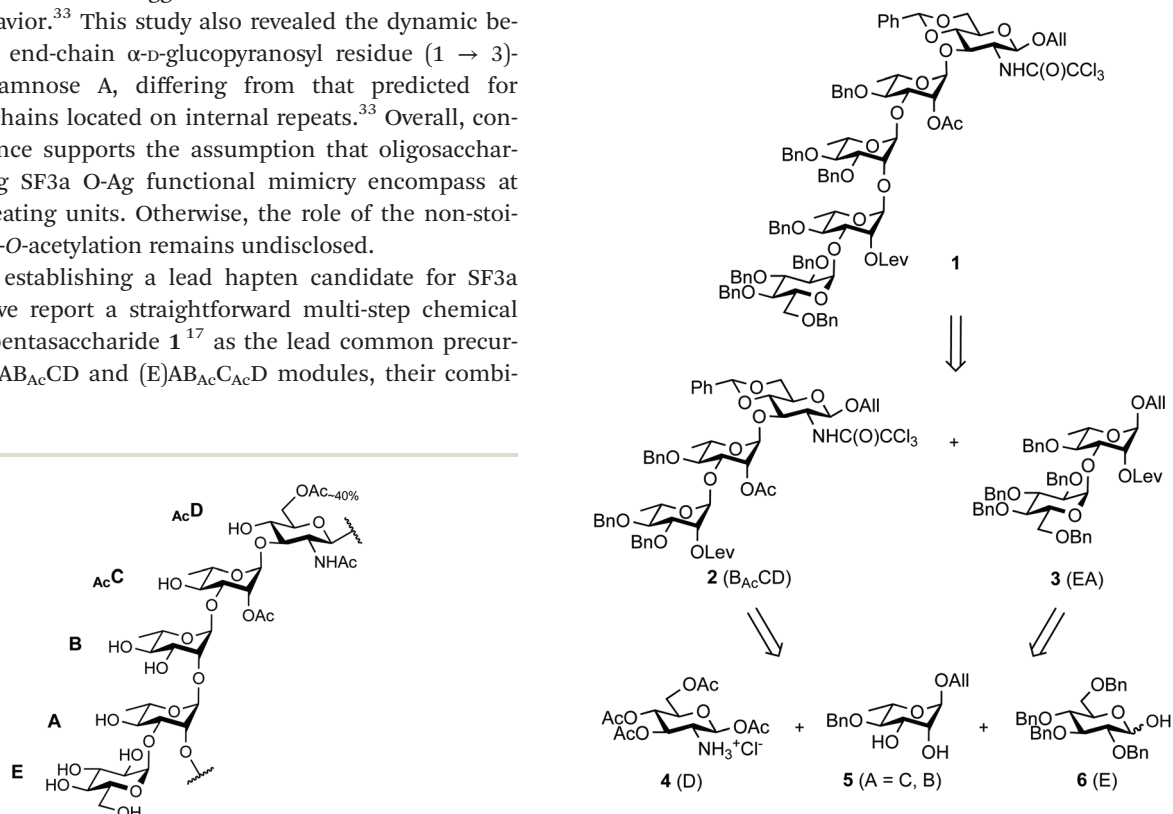 avior.³³ This study also revealed the dynamic be-
end-chain α-D-glucopyranosyl residue (1 → 3)-
amnose A, differing from that predicted for
hains located on internal repeats.³³ Overall, con-
nce supports the assumption that oligosacchar-
g SF3a O-Ag functional mimicry encompass at
eating units. Otherwise, the role of the non-stoi-
-O-acetylation remains undisclosed.
establishing a lead hapten candidate for SF3a
ve report a straightforward multi-step chemical
pentasaccharide 1¹⁷ as the lead common precur-
AB_AcCD and (E)AB_AcC_AcD modules, their combi-
AcD
OAc~40%
HO
O
O
NHAc
AcC
HO
O
O
OAc
B
HO
O
HO
O
A
HO
O
O
O
E
HO
HO
HO
O
OH
Ph
O
O
O
OAll
O
NHC(O)CCl₃
BnO
O
O
OAc
BnO
O
BnO
O
BnO
O
O
OLev
BnO
BnO
BnO
O
OBn
1
Ph
O
O
O
OAll
O
NHC(O)CCl₃
BnO
O
O
OAc
BnO
O
BnO
OLev
2 (B_AcCD)
+
OAll
BnO
O
O
OLev
BnO
BnO
BnO
O
OBn
3 (EA)
OAc
AcO
O
AcO
OAc
NH₃⁺Cl⁻
4 (D)
+
OAll
BnO
O
HO
OH
5 (A = C, B)
+
OBn
BnO
O
BnO
OH
OBn
6 (E)